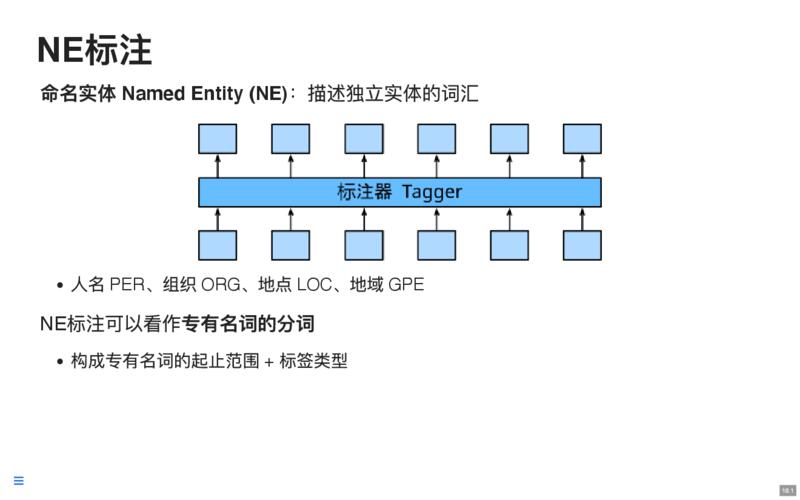 NE标注
命名实体 Named Entity (NE)：描述独立实体的词汇
标注器 Tagger
• 人名 PER、组织 ORG、地点 LOC、地域 GPE
NE标注可以看作专有名词的分词
• 构成专有名词的起止范围 + 标签类型